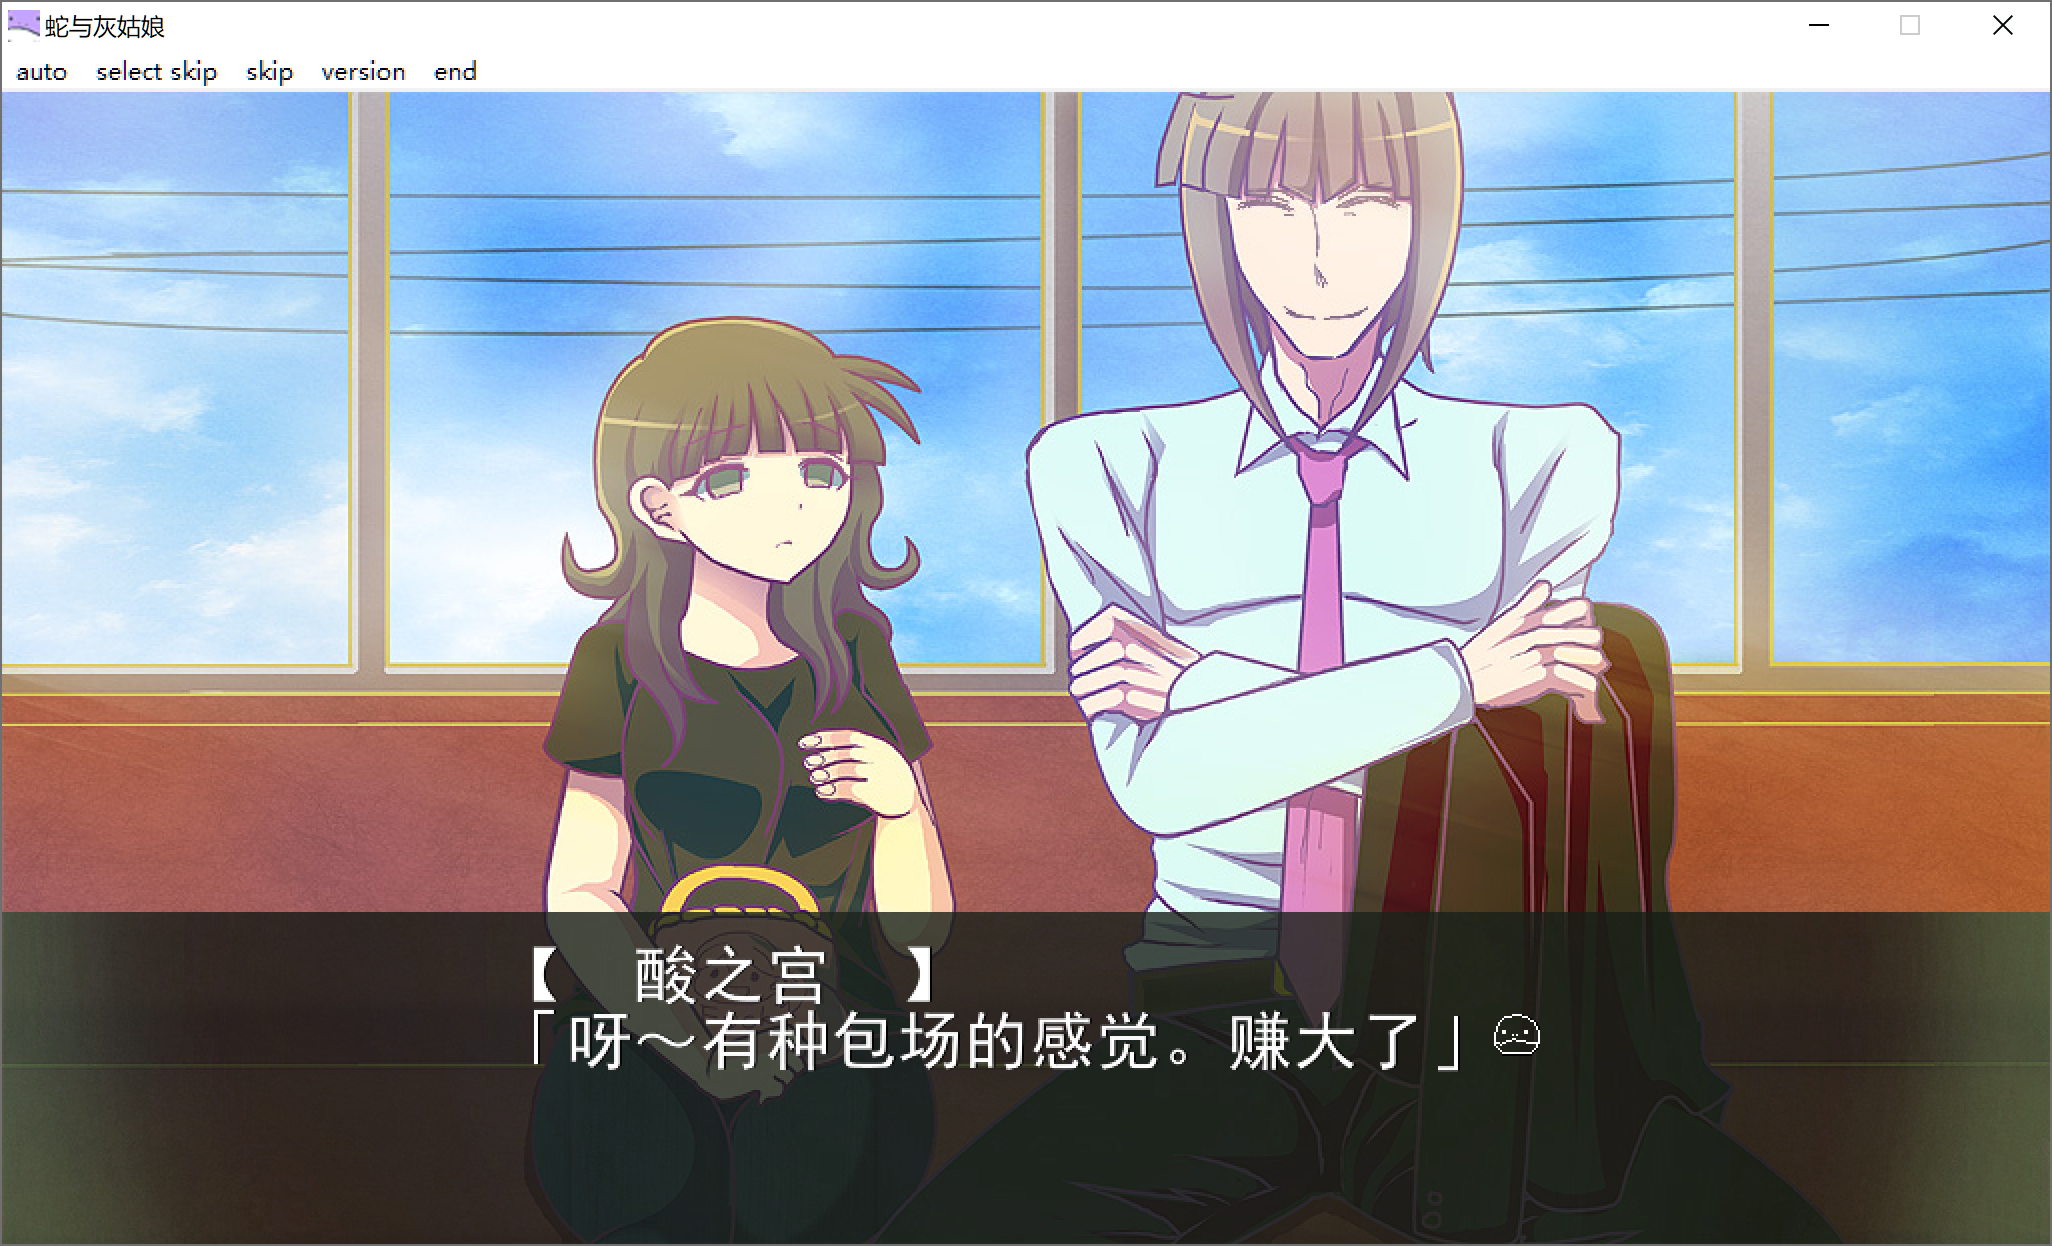 蛇与灰姑娘
auto select skip skip version end
【 酸之宫 】
「呀～有种包场的感觉。赚大了」